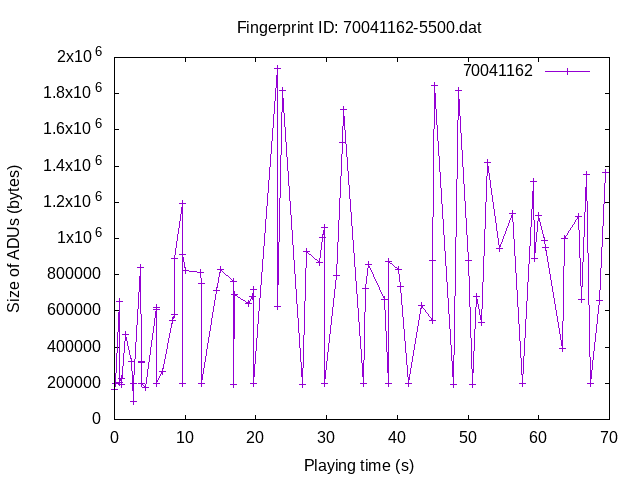 Fingerprint ID: 70041162-5500.dat
70041162
2x10^6
1.8x10^6
1.6x10^6
1.4x10^6
1.2x10^6
1x10^6
800000
600000
400000
200000
0
Size of ADUs (bytes)
0 10 20 30 40 50 60 70
Playing time (s)